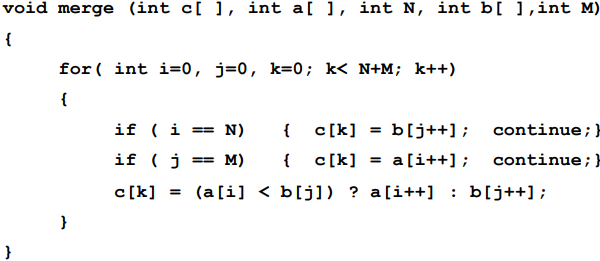 void merge (int c[ ], int a[ ], int N, int b[ ],int M)
{
for( int i=0, j=0, k=0; k< N+M; k++)
{
if ( i == N) { c[k] = b[j++]; continue;}
if ( j == M) { c[k] = a[i++]; continue;}
c[k] = (a[i] < b[j]) ? a[i++] : b[j++];
}
}